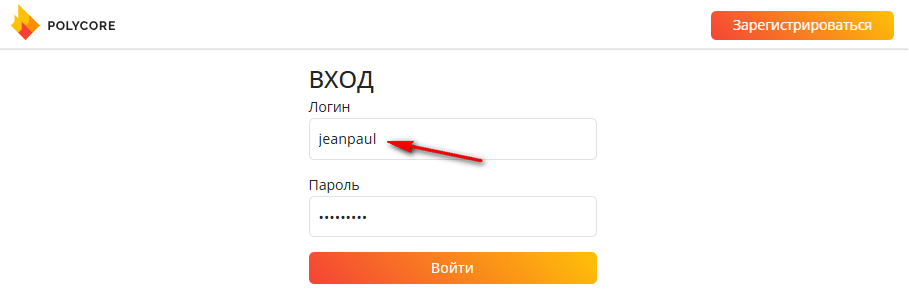 POLYCORE
Зарегистрироваться
ВХОД
Логин
jeanpaul
Пароль
•••••••••
Войти